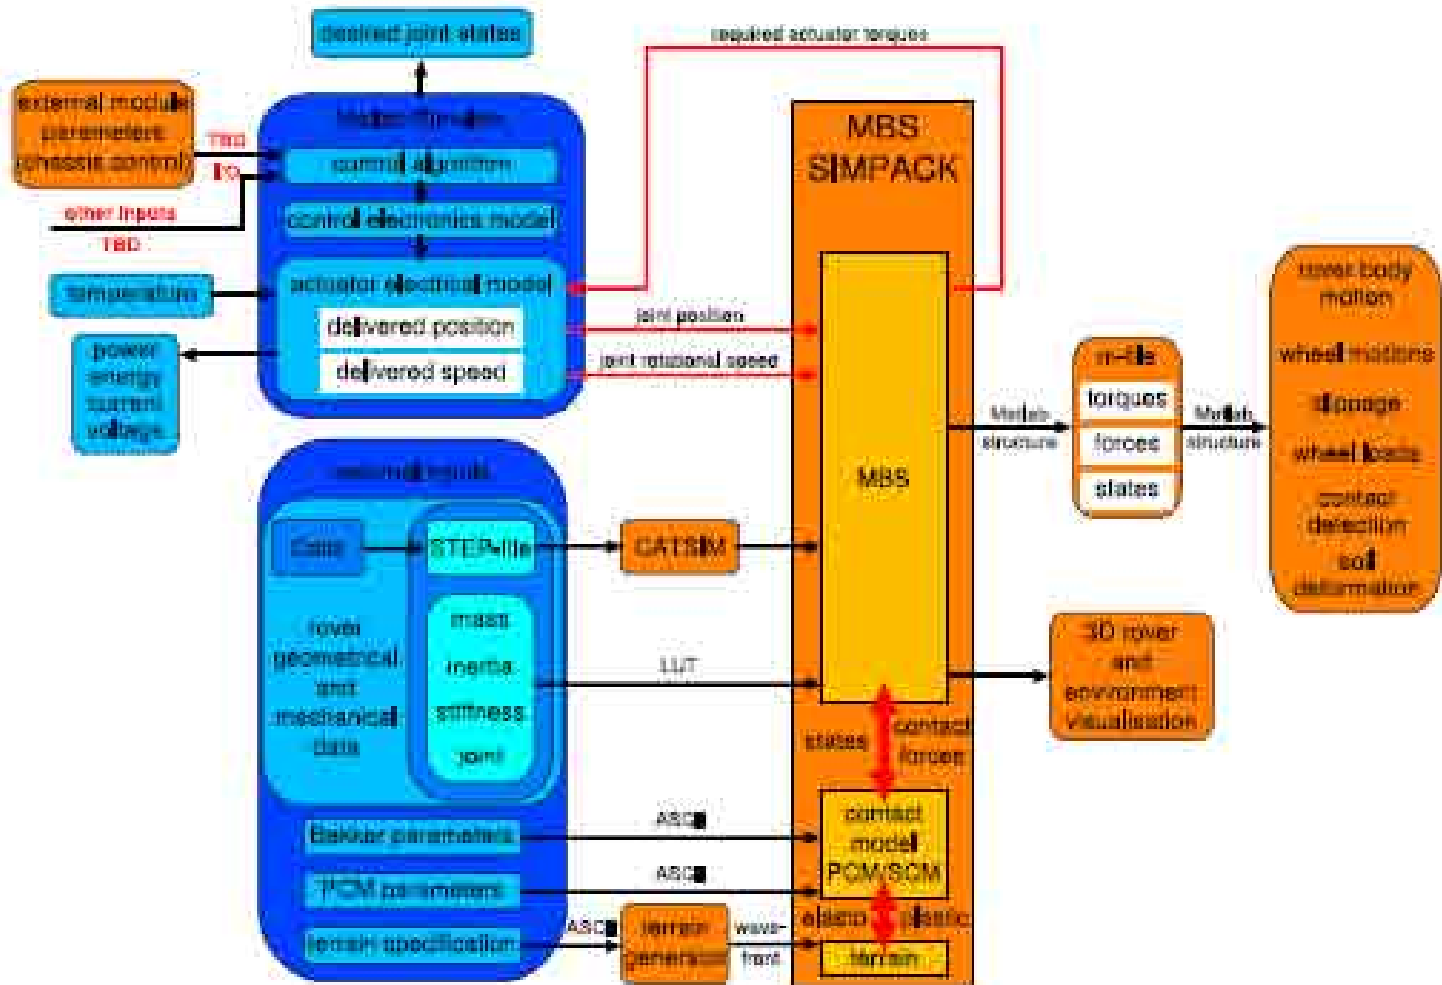 desired joint states
required actuator torques
external module
parameters
(chassis control)
TBD
control algorithm
other inputs
TBD
control electronics model
temperature
actuator electrical model
delivered position
delivered speed
power
energy
current
voltage
joint position
joint rotational speed
MBS
SIMPACK
MBS
Matlab
structure
m-file
torques
forces
states
Matlab
structure
rover body
motion
wheel motions
slippage
wheel loads
contact
detection
soil
deformation
external inputs
STEP-file
CATSIM
rover
geometrical
and
mechanical
data
mass
inertia
stiffness
joint
LUT
3D rover
and
environment
visualisation
states
contact
forces
Bekker parameters
ASCII
contact
model
PCM/SCM
PCM parameters
ASCII
elastic
plastic
terrain specification
ASCII
terrain
generator
wave-
front
terrain